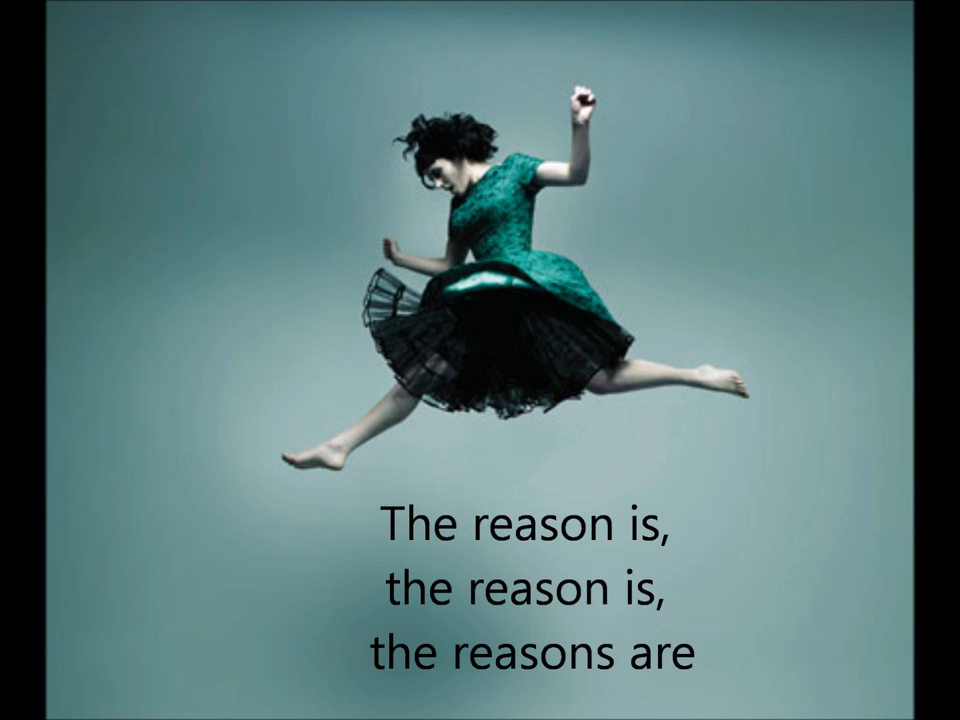 The reason is,
the reason is,
the reasons are